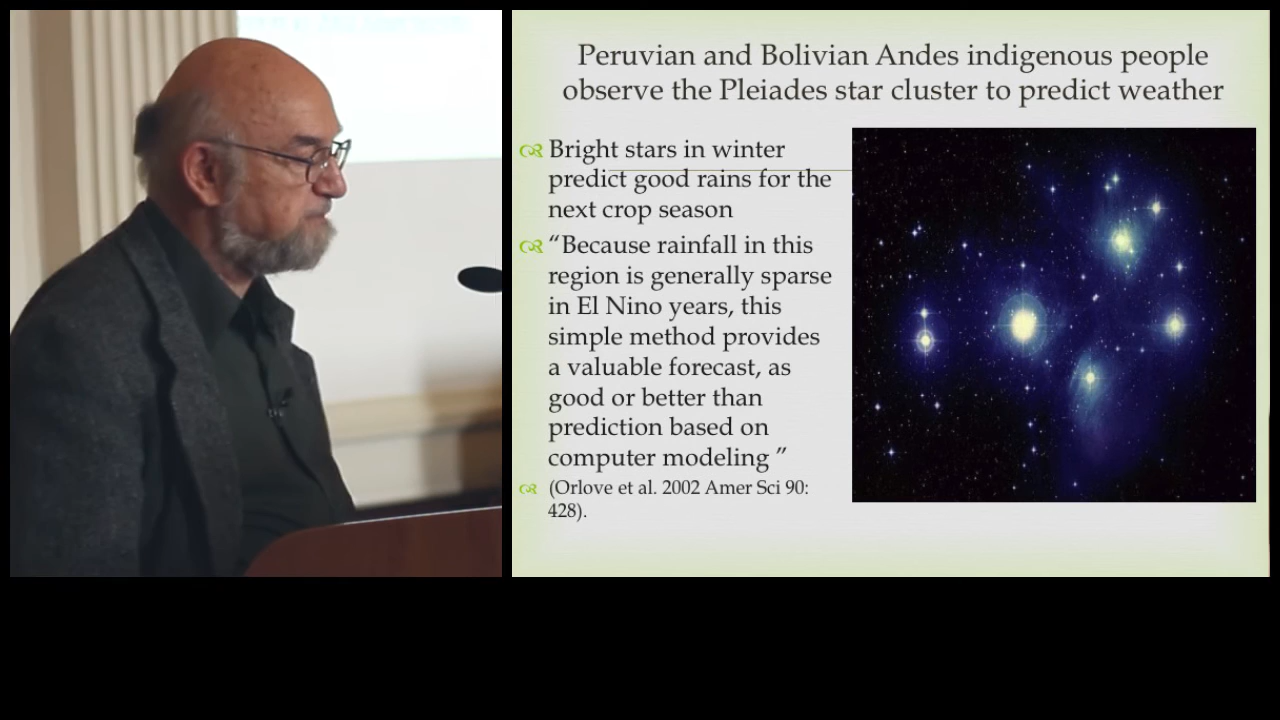 Peruvian and Bolivian Andes indigenous people
observe the Pleiades star cluster to predict weather
Bright stars in winter
predict good rains for the
next crop season
“Because rainfall in this
region is generally sparse
in El Nino years, this
simple method provides
a valuable forecast, as
good or better than
prediction based on
computer modeling ”
(Orlove et al. 2002 Amer Sci 90:
428).